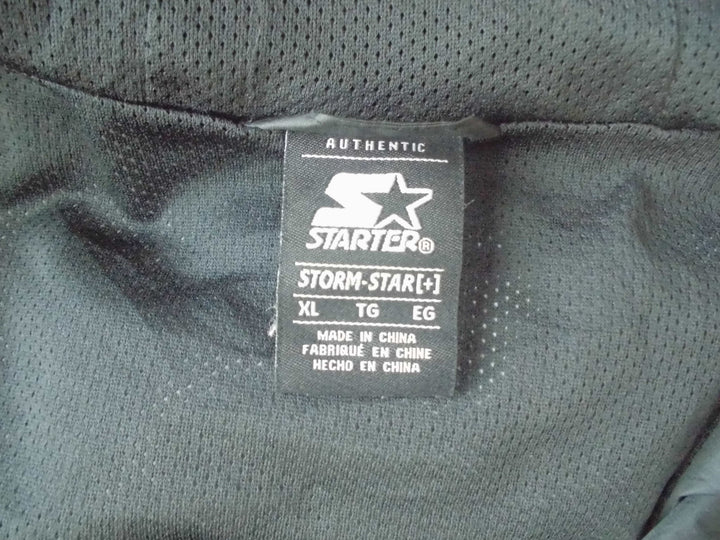 AUTHENTIC
STARTER®
STORM-STAR[+]
XL TG EG
MADE IN CHINA
FABRIQUÉ EN CHINE
HECHO EN CHINA